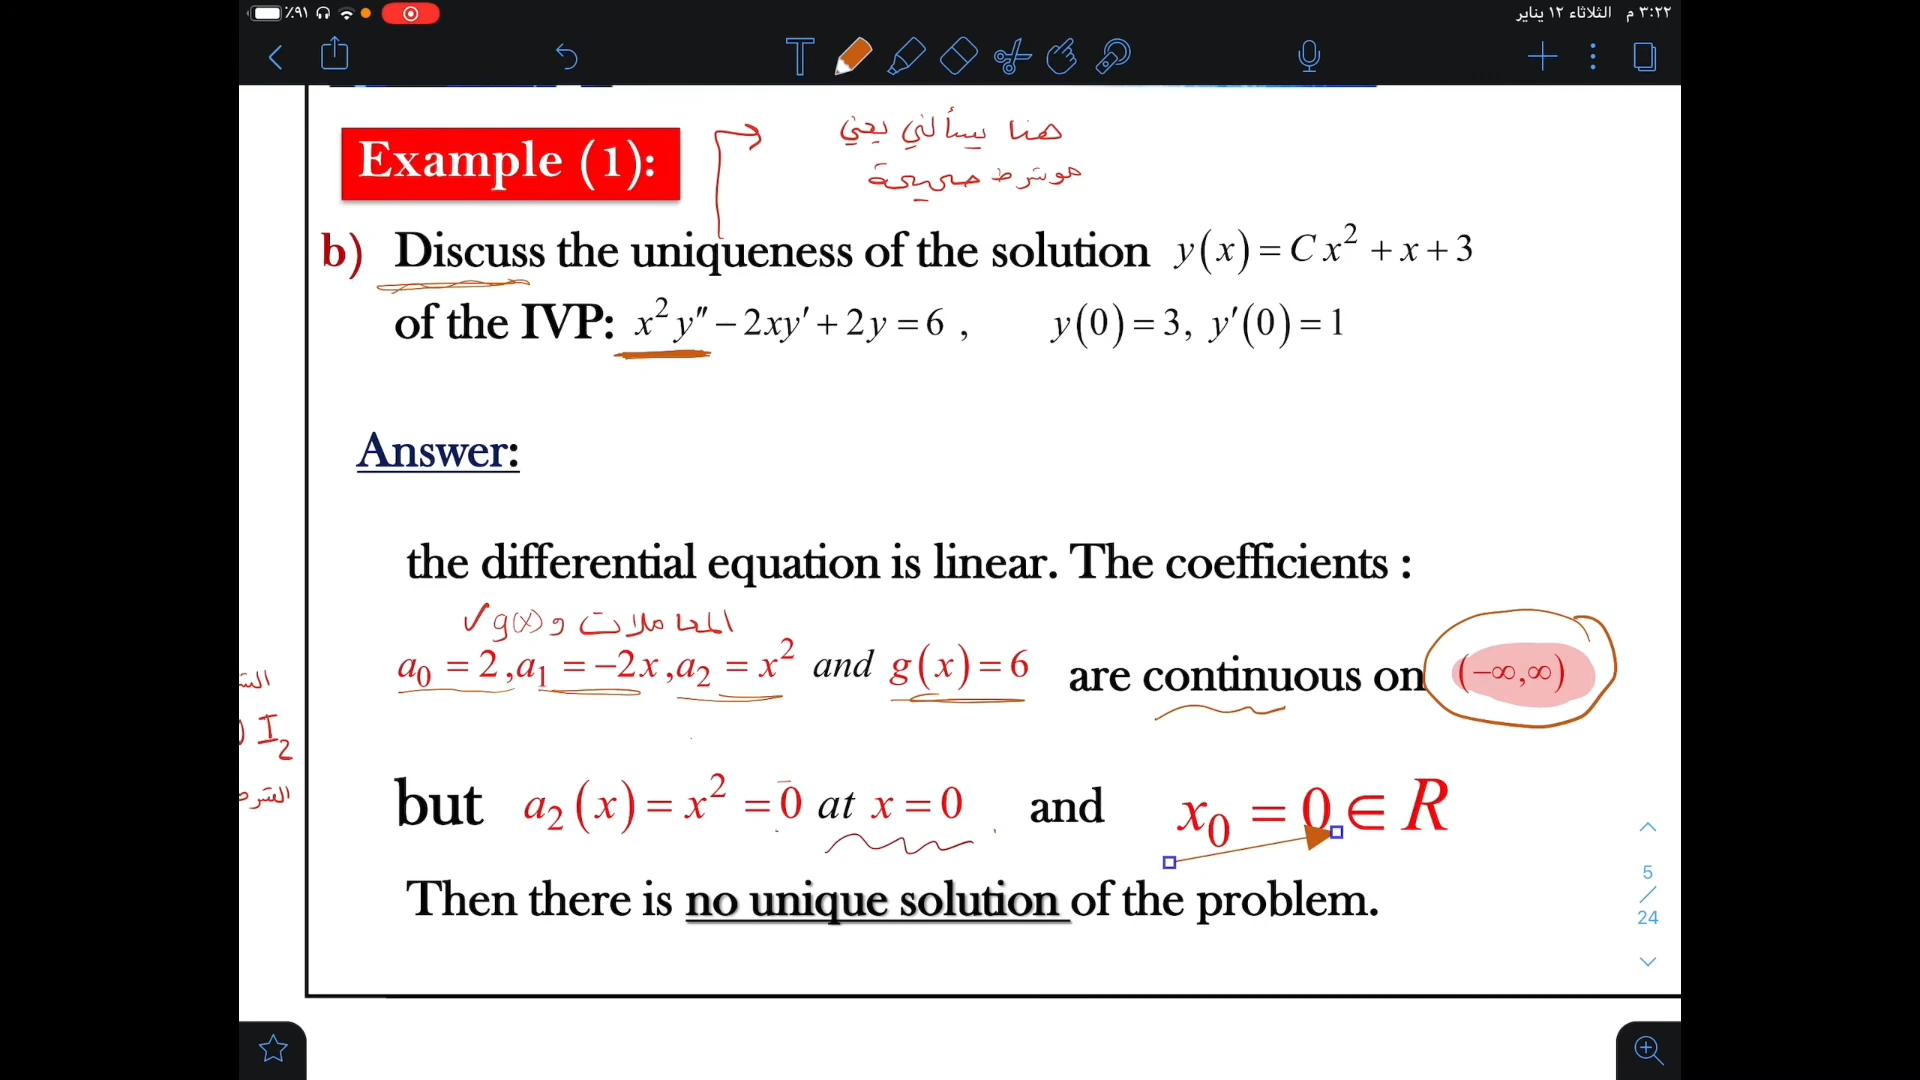 ٪٩١
الثلاثاء ١٢ يناير ٣:٢٢ م
Example (1):
هنا يسألني يعني
مو شرط صحيحة
b) Discuss the uniqueness of the solution y(x) = Cx² + x + 3
of the IVP: x²y″ − 2xy′ + 2y = 6 , y(0) = 3, y′(0) = 1
Answer:
the differential equation is linear. The coefficients :
المعاملات و g(x) ✓
a₀ = 2, a₁ = −2x, a₂ = x² and g(x) = 6 are continuous on (−∞,∞)
I₂
but a₂(x) = x² = 0 at x = 0 and x₀ = 0 ∈ R
Then there is no unique solution of the problem.
5
/
24